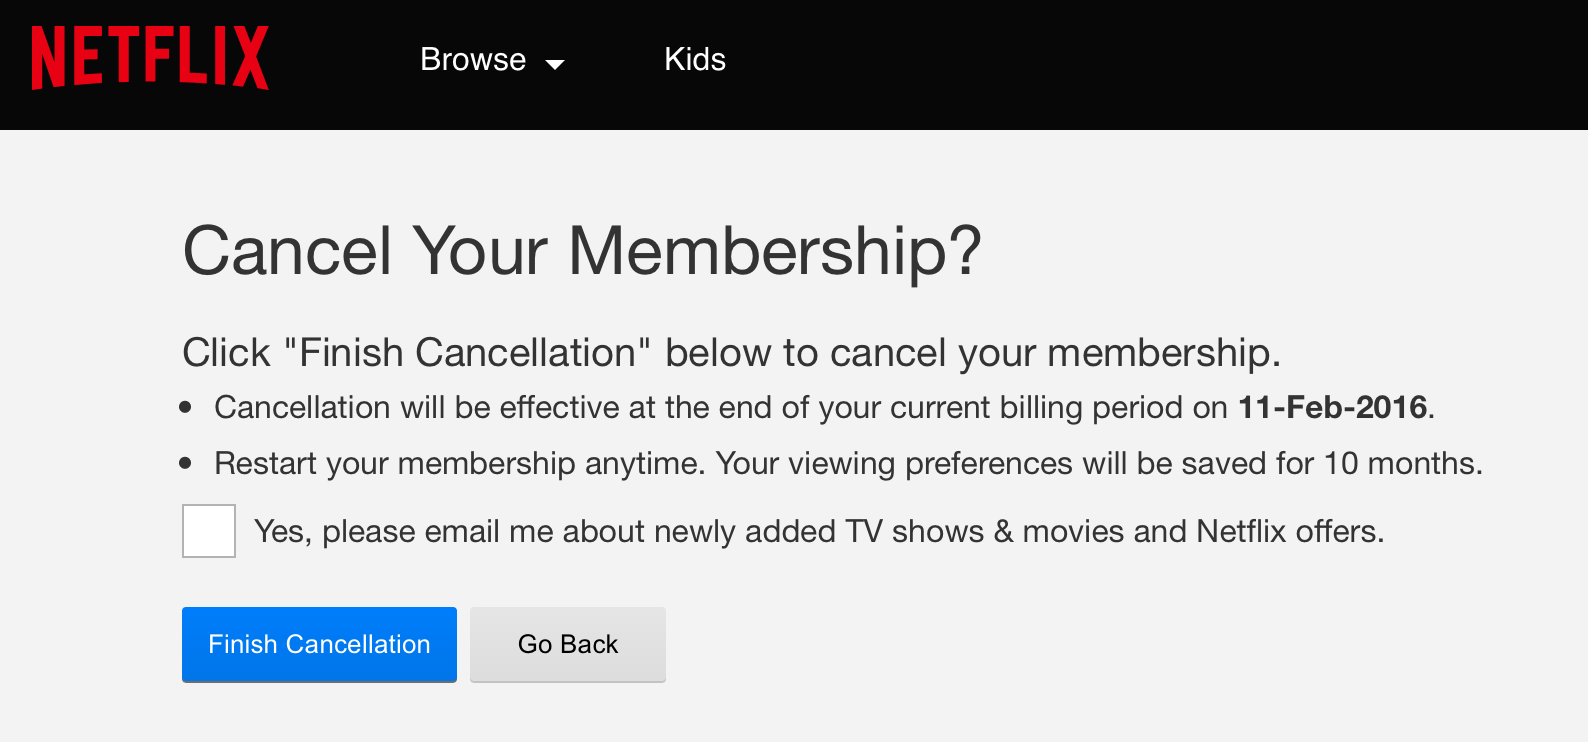 NETFLIX
Browse
Kids
Cancel Your Membership?
Click "Finish Cancellation" below to cancel your membership.
• Cancellation will be effective at the end of your current billing period on 11-Feb-2016.
• Restart your membership anytime. Your viewing preferences will be saved for 10 months.
Yes, please email me about newly added TV shows & movies and Netflix offers.
Finish Cancellation
Go Back